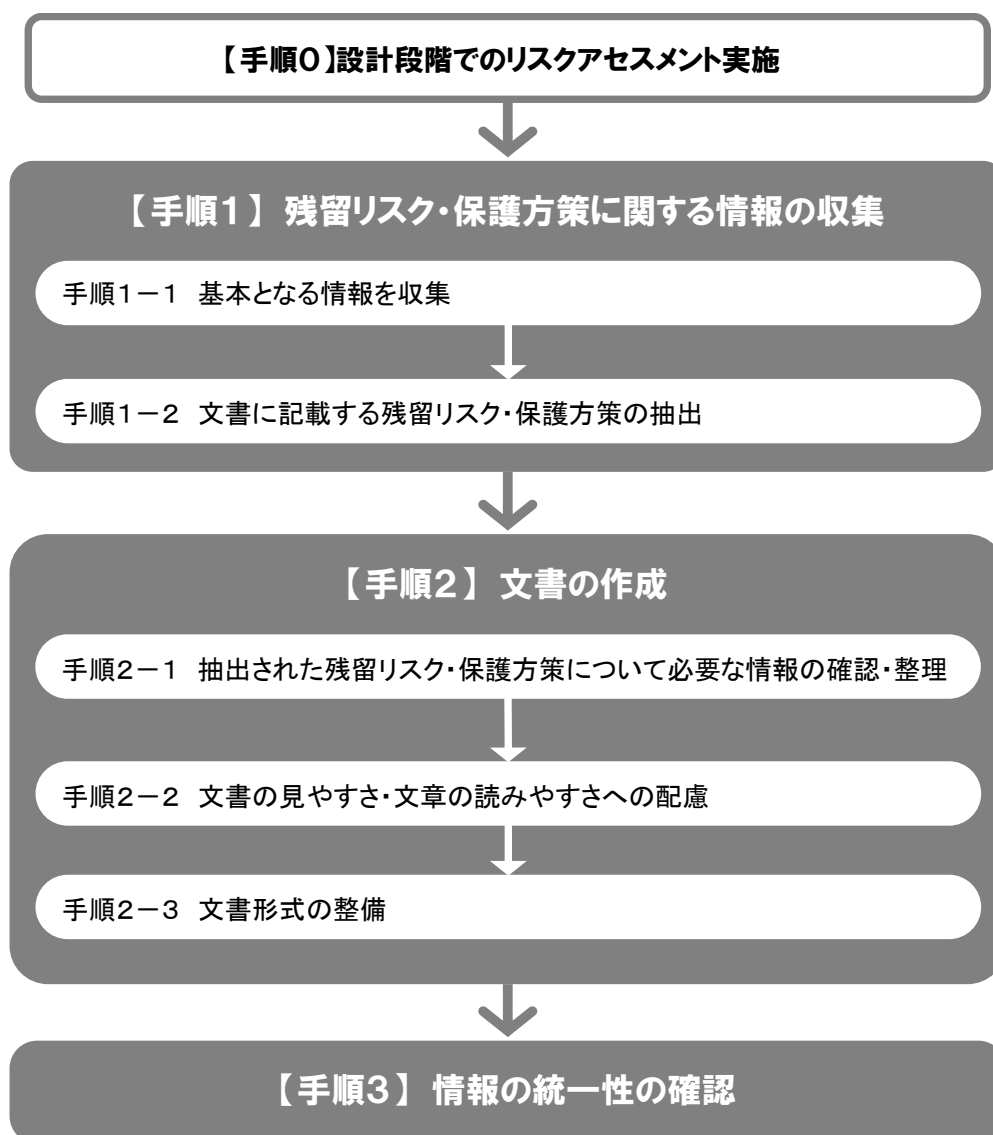 【手順０】設計段階でのリスクアセスメント実施
【手順１】 残留リスク・保護方策に関する情報の収集
手順１－１ 基本となる情報を収集
手順１－２ 文書に記載する残留リスク・保護方策の抽出
【手順２】 文書の作成
手順２－１ 抽出された残留リスク・保護方策について必要な情報の確認・整理
手順２－２ 文書の見やすさ・文章の読みやすさへの配慮
手順２－３ 文書形式の整備
【手順３】 情報の統一性の確認